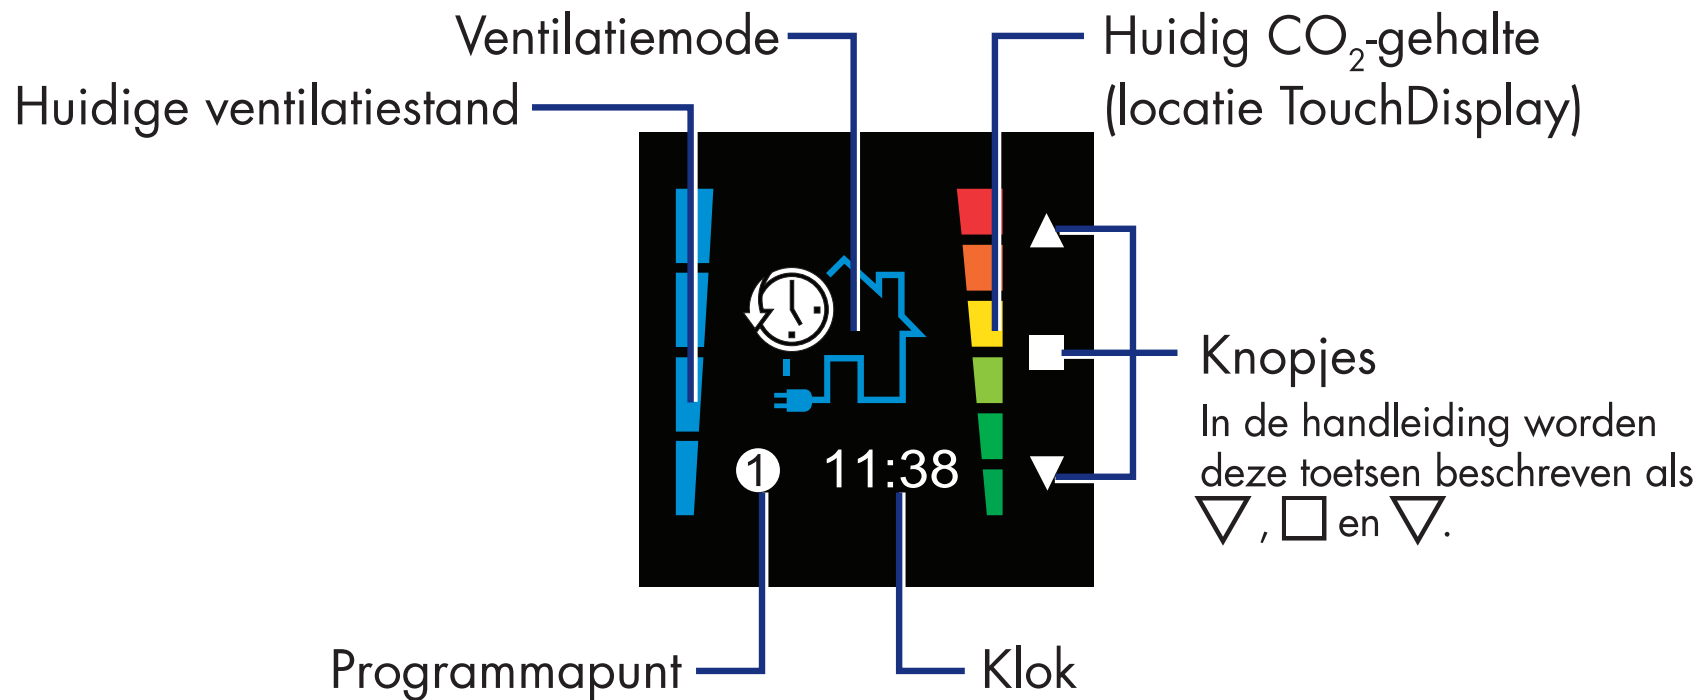 Ventilatiemode
Huidig CO₂-gehalte
(locatie TouchDisplay)
Huidige ventilatiestand
Knopjes
In de handleiding worden
deze toetsen beschreven als
▽, □ en ▽.
1 11:38
Programmapunt
Klok